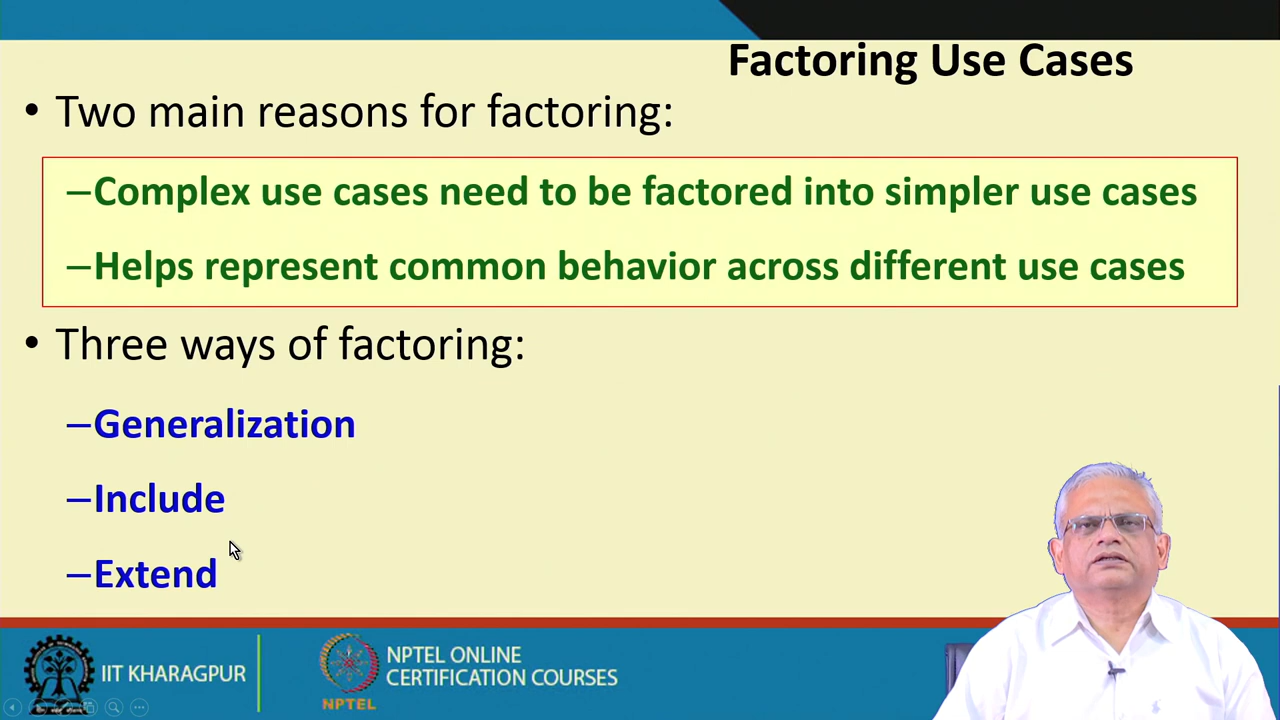 Factoring Use Cases
• Two main reasons for factoring:
–Complex use cases need to be factored into simpler use cases
–Helps represent common behavior across different use cases
• Three ways of factoring:
–Generalization
–Include
–Extend
IIT KHARAGPUR
NPTEL ONLINE
CERTIFICATION COURSES
NPTEL